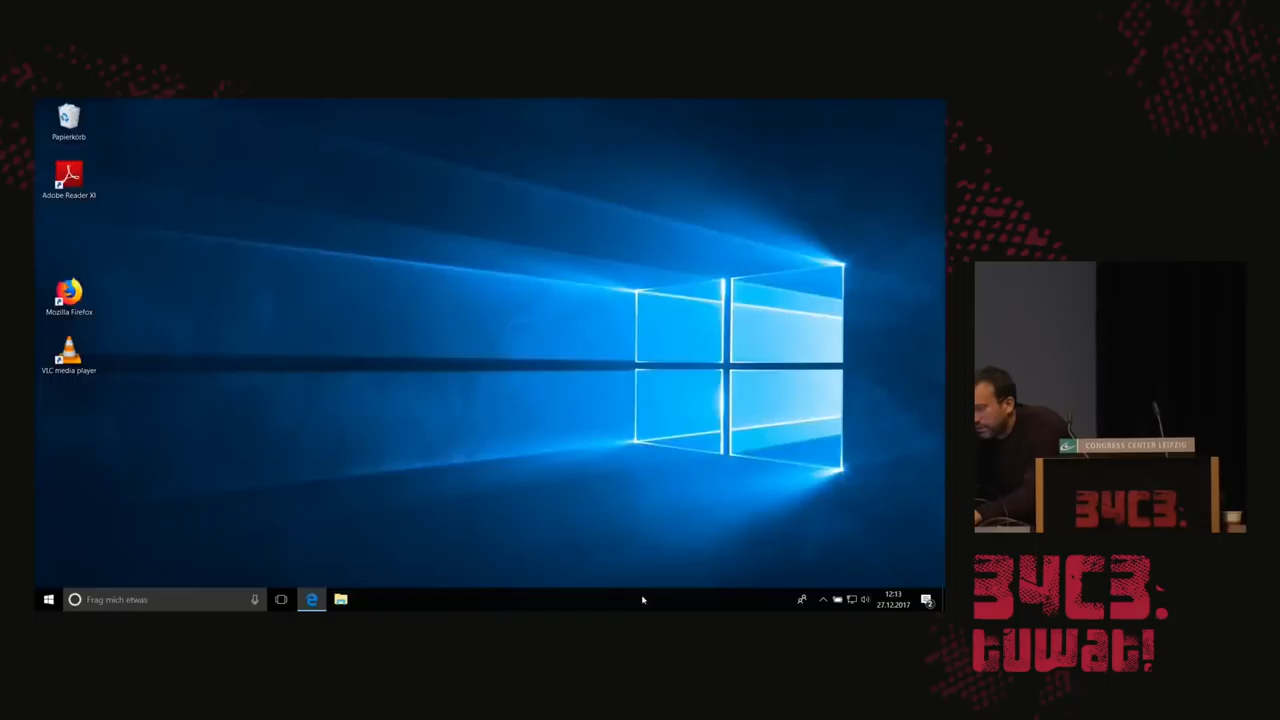 Papierkorb
Adobe Reader XI
Mozilla Firefox
VLC media player
Frag mich etwas
12:13
27.12.2017
2
CONGRESS CENTER LEIPZIG
34C3.
34C3.
tuwat!